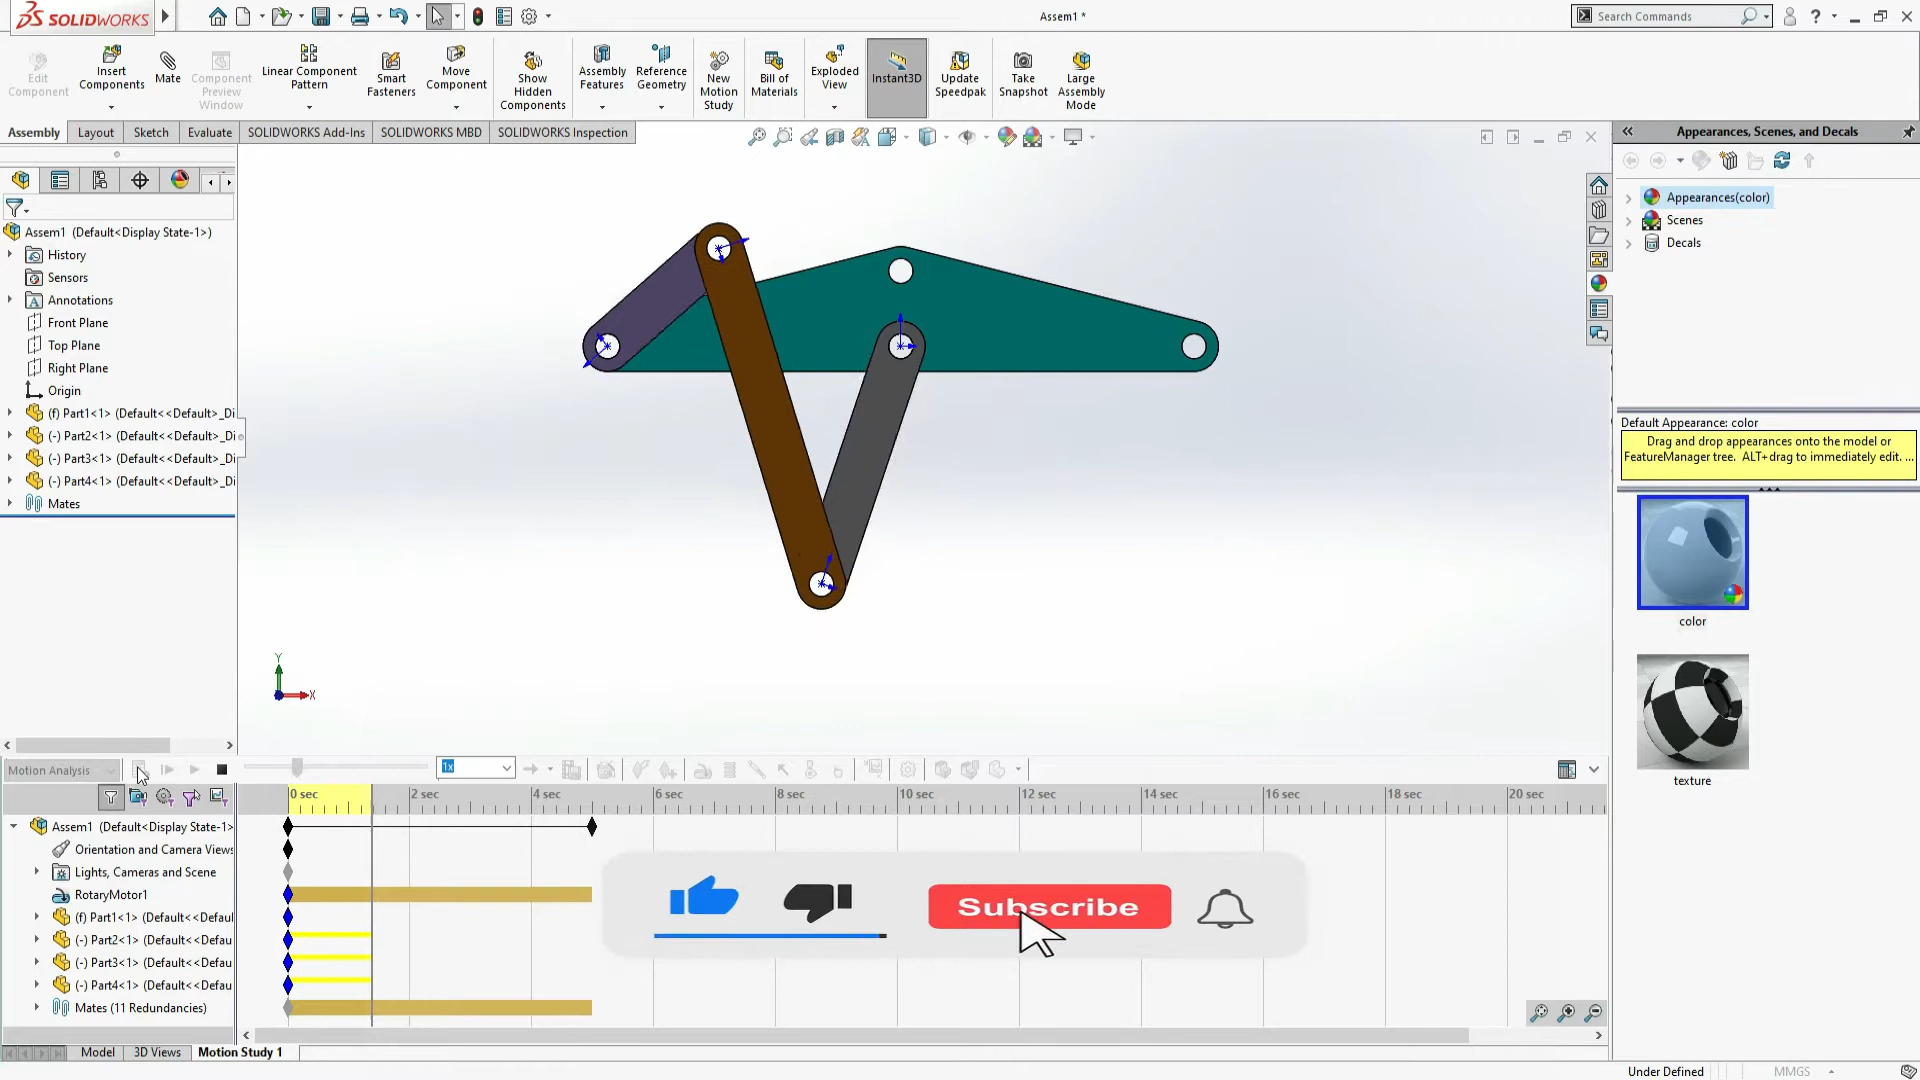 SOLIDWORKS
Assem1 *
Search Commands
Edit
Component
Insert
Components
Mate
Component
Preview
Window
Linear Component
Pattern
Smart
Fasteners
Move
Component
Show
Hidden
Components
Assembly
Features
Reference
Geometry
New
Motion
Study
Bill of
Materials
Exploded
View
Instant3D
Update
Speedpak
Take
Snapshot
Large
Assembly
Mode
Assembly
Layout
Sketch
Evaluate
SOLIDWORKS Add-Ins
SOLIDWORKS MBD
SOLIDWORKS Inspection
Appearances, Scenes, and Decals
Appearances(color)
Scenes
Decals
Assem1 (Default<Display State-1>)
History
Sensors
Annotations
Front Plane
Top Plane
Right Plane
Origin
(f) Part1<1> (Default<<Default>_Di
(-) Part2<1> (Default<<Default>_Di
(-) Part3<1> (Default<<Default>_Di
(-) Part4<1> (Default<<Default>_Di
Mates
Default Appearance: color
Drag and drop appearances onto the model or
FeatureManager tree. ALT+drag to immediately edit. ...
color
texture
Y
X
Motion Analysis
1x
0 sec
2 sec
4 sec
6 sec
8 sec
10 sec
12 sec
14 sec
16 sec
18 sec
20 sec
Assem1 (Default<Display State-1>
Orientation and Camera Views
Lights, Cameras and Scene
RotaryMotor1
(f) Part1<1> (Default<<Defaul
(-) Part2<1> (Default<<Defau
(-) Part3<1> (Default<<Defau
(-) Part4<1> (Default<<Defau
Mates (11 Redundancies)
Subscribe
Model
3D Views
Motion Study 1
Under Defined
MMGS